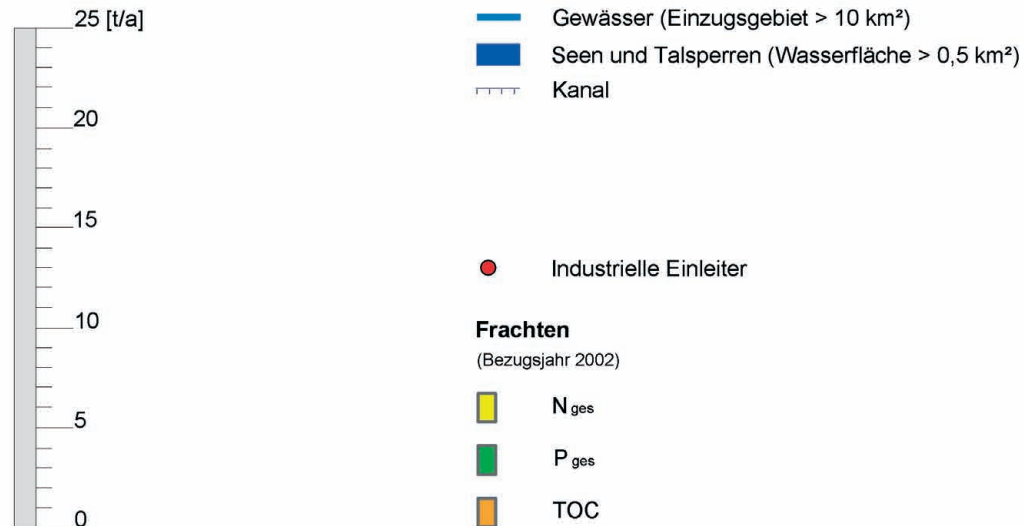 25 [t/a]
20
15
10
5
0
Gewässer (Einzugsgebiet > 10 km²)
Seen und Talsperren (Wasserfläche > 0,5 km²)
Kanal
Industrielle Einleiter
Frachten
(Bezugsjahr 2002)
N ges
P ges
TOC